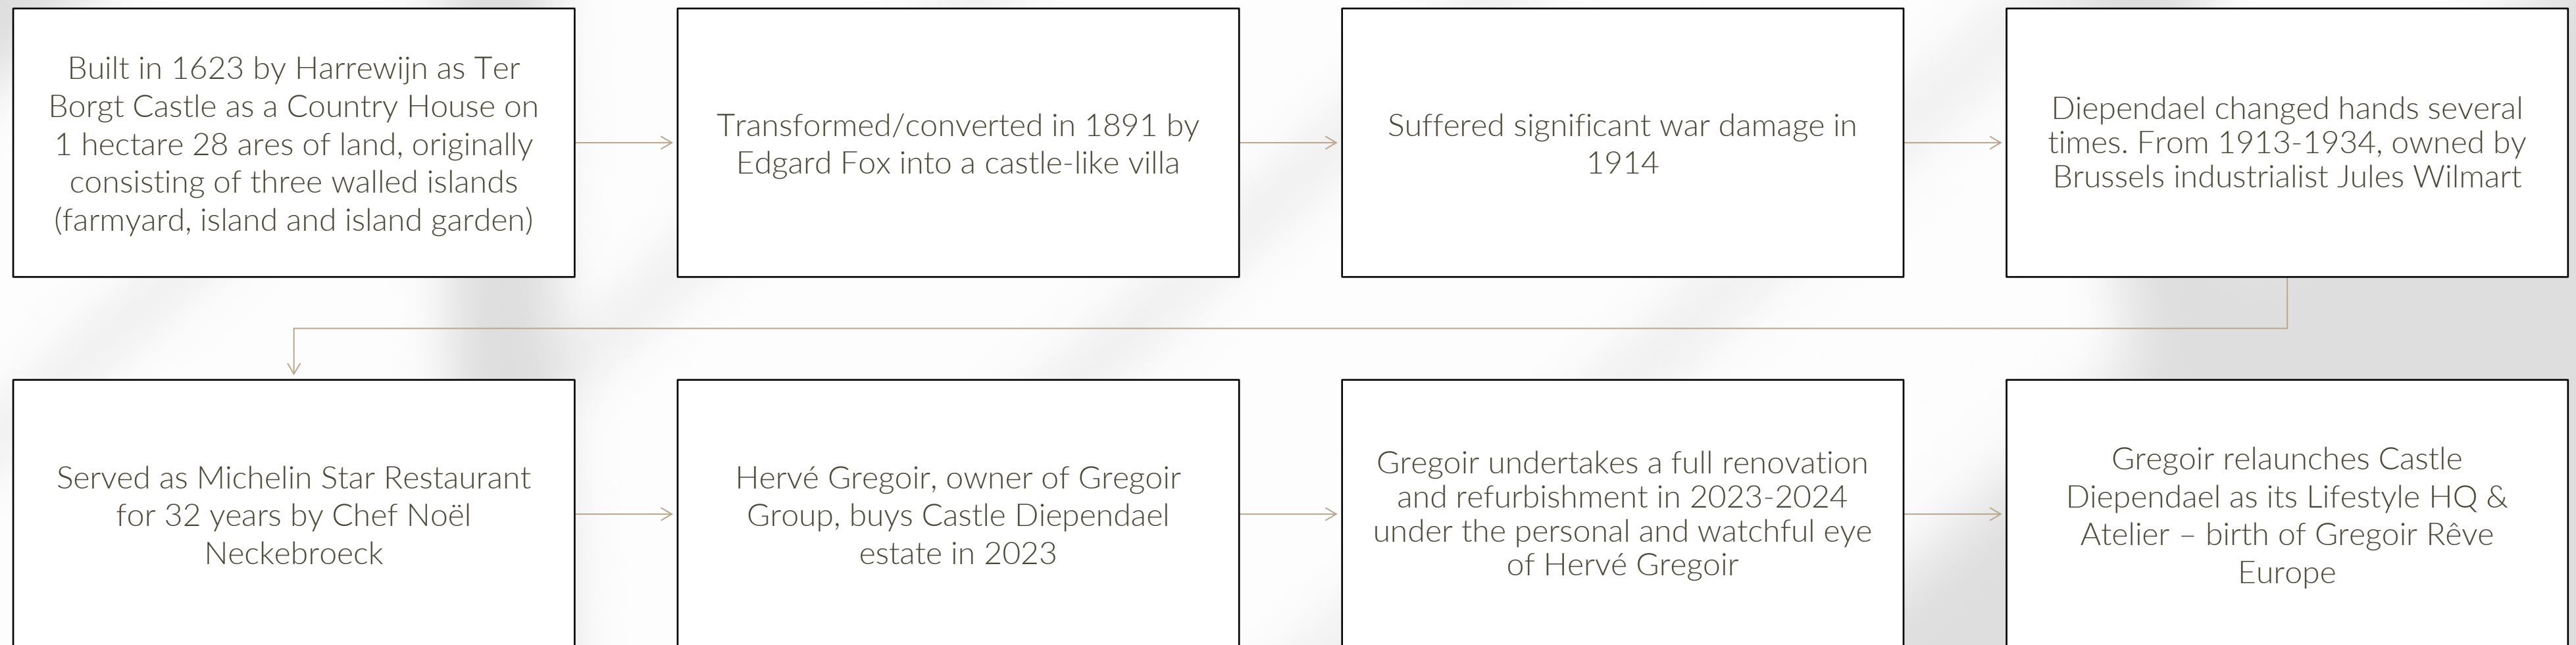 Built in 1623 by Harrewijn as Ter
Borgt Castle as a Country House on
1 hectare 28 ares of land, originally
consisting of three walled islands
(farmyard, island and island garden)
Transformed/converted in 1891 by
Edgard Fox into a castle-like villa
Suffered significant war damage in
1914
Diependael changed hands several
times. From 1913-1934, owned by
Brussels industrialist Jules Wilmart
Served as Michelin Star Restaurant
for 32 years by Chef Noël
Neckebroeck
Hervé Gregoir, owner of Gregoir
Group, buys Castle Diependael
estate in 2023
Gregoir undertakes a full renovation
and refurbishment in 2023-2024
under the personal and watchful eye
of Hervé Gregoir
Gregoir relaunches Castle
Diependael as its Lifestyle HQ &
Atelier – birth of Gregoir Rêve
Europe